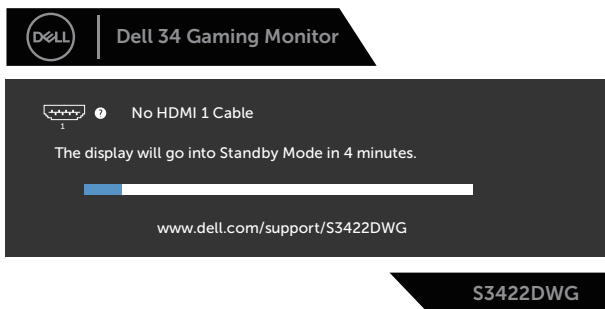 DELL
Dell 34 Gaming Monitor
? No HDMI 1 Cable
1
The display will go into Standby Mode in 4 minutes.
www.dell.com/support/S3422DWG
S3422DWG